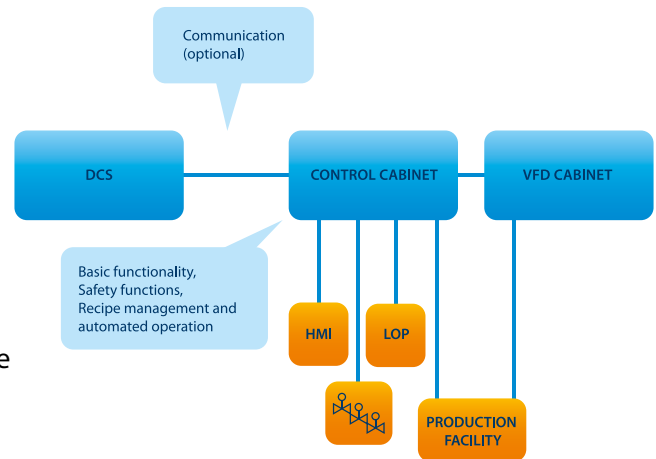 Communication
(optional)
DCS
CONTROL CABINET
VFD CABINET
Basic functionality,
Safety functions,
Recipe management and
automated operation
HMI
LOP
e
PRODUCTION
FACILITY